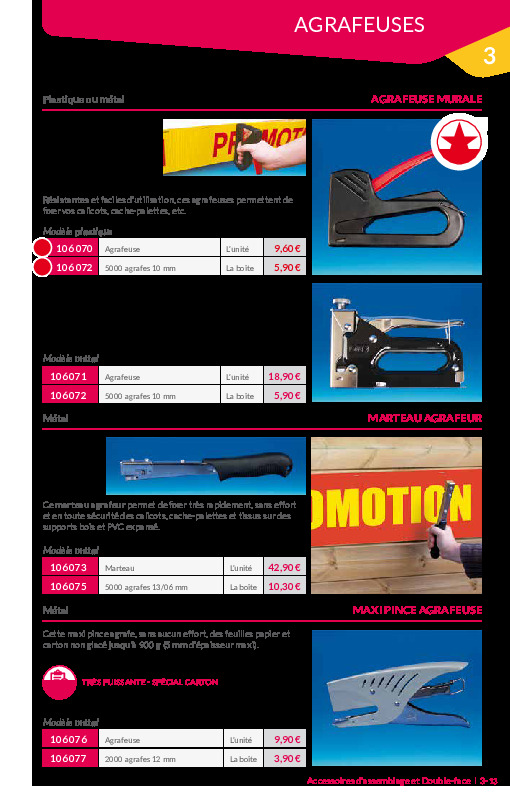 AGRAFEUSES
3
Plastique ou métal
AGRAFEUSE MURALE
PROMOT
Résistantes et faciles d'utilisation, ces agrafeuses permettent de
fixer vos calicots, cache-palettes, etc.
Modèle plastique
106070 Agrafeuse L'unité 9,60 €
106072 5000 agrafes 10 mm La boîte 5,90 €
Modèle métal
106071 Agrafeuse L'unité 18,90 €
106072 5000 agrafes 10 mm La boîte 5,90 €
Métal
MARTEAU AGRAFEUR
OMOTION
Ce marteau agrafeur permet de fixer très rapidement, sans effort
et en toute sécurité des calicots, cache-palettes et tissus sur des
supports bois et PVC expansé.
Modèle métal
106073 Marteau L'unité 42,90 €
106075 5000 agrafes 13/06 mm La boîte 10,30 €
Métal
MAXI PINCE AGRAFEUSE
Cette maxi pince agrafe, sans aucun effort, des feuilles papier et
carton non glacé jusqu'à 900 g (5 mm d'épaisseur maxi).
TRÈS PUISSANTE - SPÉCIAL CARTON
Modèle métal
106076 Agrafeuse L'unité 9,90 €
106077 2000 agrafes 12 mm La boîte 3,90 €
Accessoires d'assemblage et Double-face | 3-13